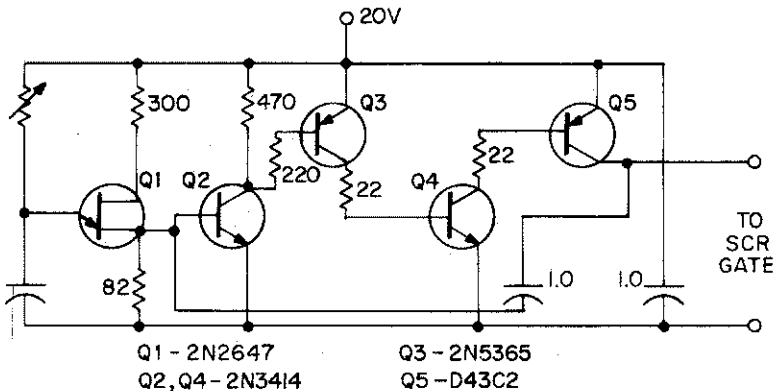 20V
300
470
Q3
Q5
Q1
Q2
220
22
Q4
22
82
1.0
1.0
TO
SCR
GATE
Q1-2N2647
Q2,Q4-2N3414
Q3-2N5365
Q5-D43C2